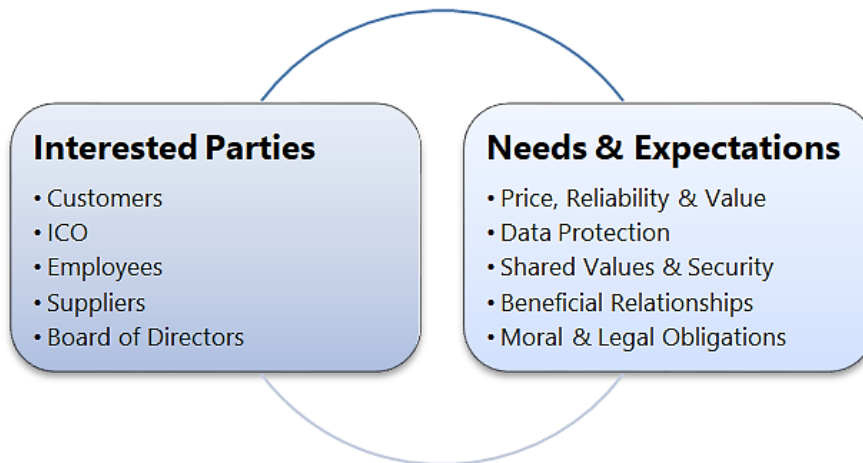 Interested Parties
• Customers
• ICO
• Employees
• Suppliers
• Board of Directors
Needs & Expectations
• Price, Reliability & Value
• Data Protection
• Shared Values & Security
• Beneficial Relationships
• Moral & Legal Obligations